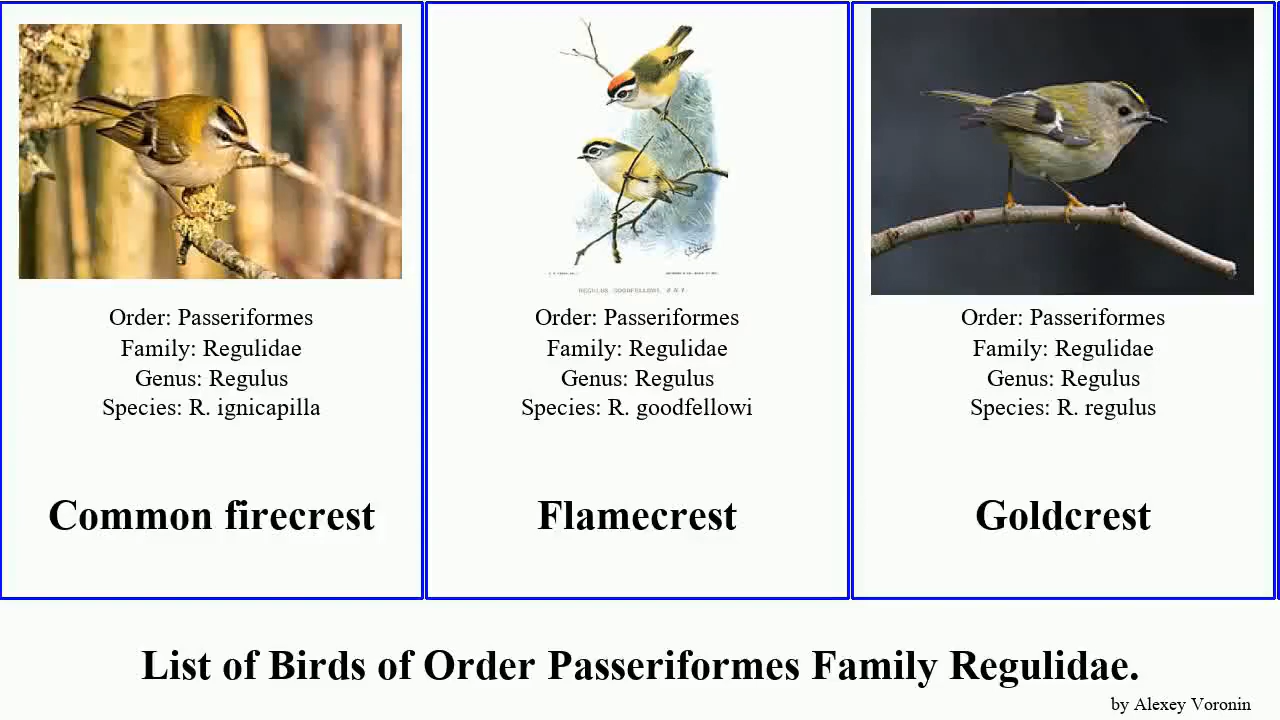 REGULUS GOODFELLOWI, ♂ & ♀.
Order: Passeriformes
Family: Regulidae
Genus: Regulus
Species: R. ignicapilla
Common firecrest
Order: Passeriformes
Family: Regulidae
Genus: Regulus
Species: R. goodfellowi
Flamecrest
Order: Passeriformes
Family: Regulidae
Genus: Regulus
Species: R. regulus
Goldcrest
List of Birds of Order Passeriformes Family Regulidae.
by Alexey Voronin